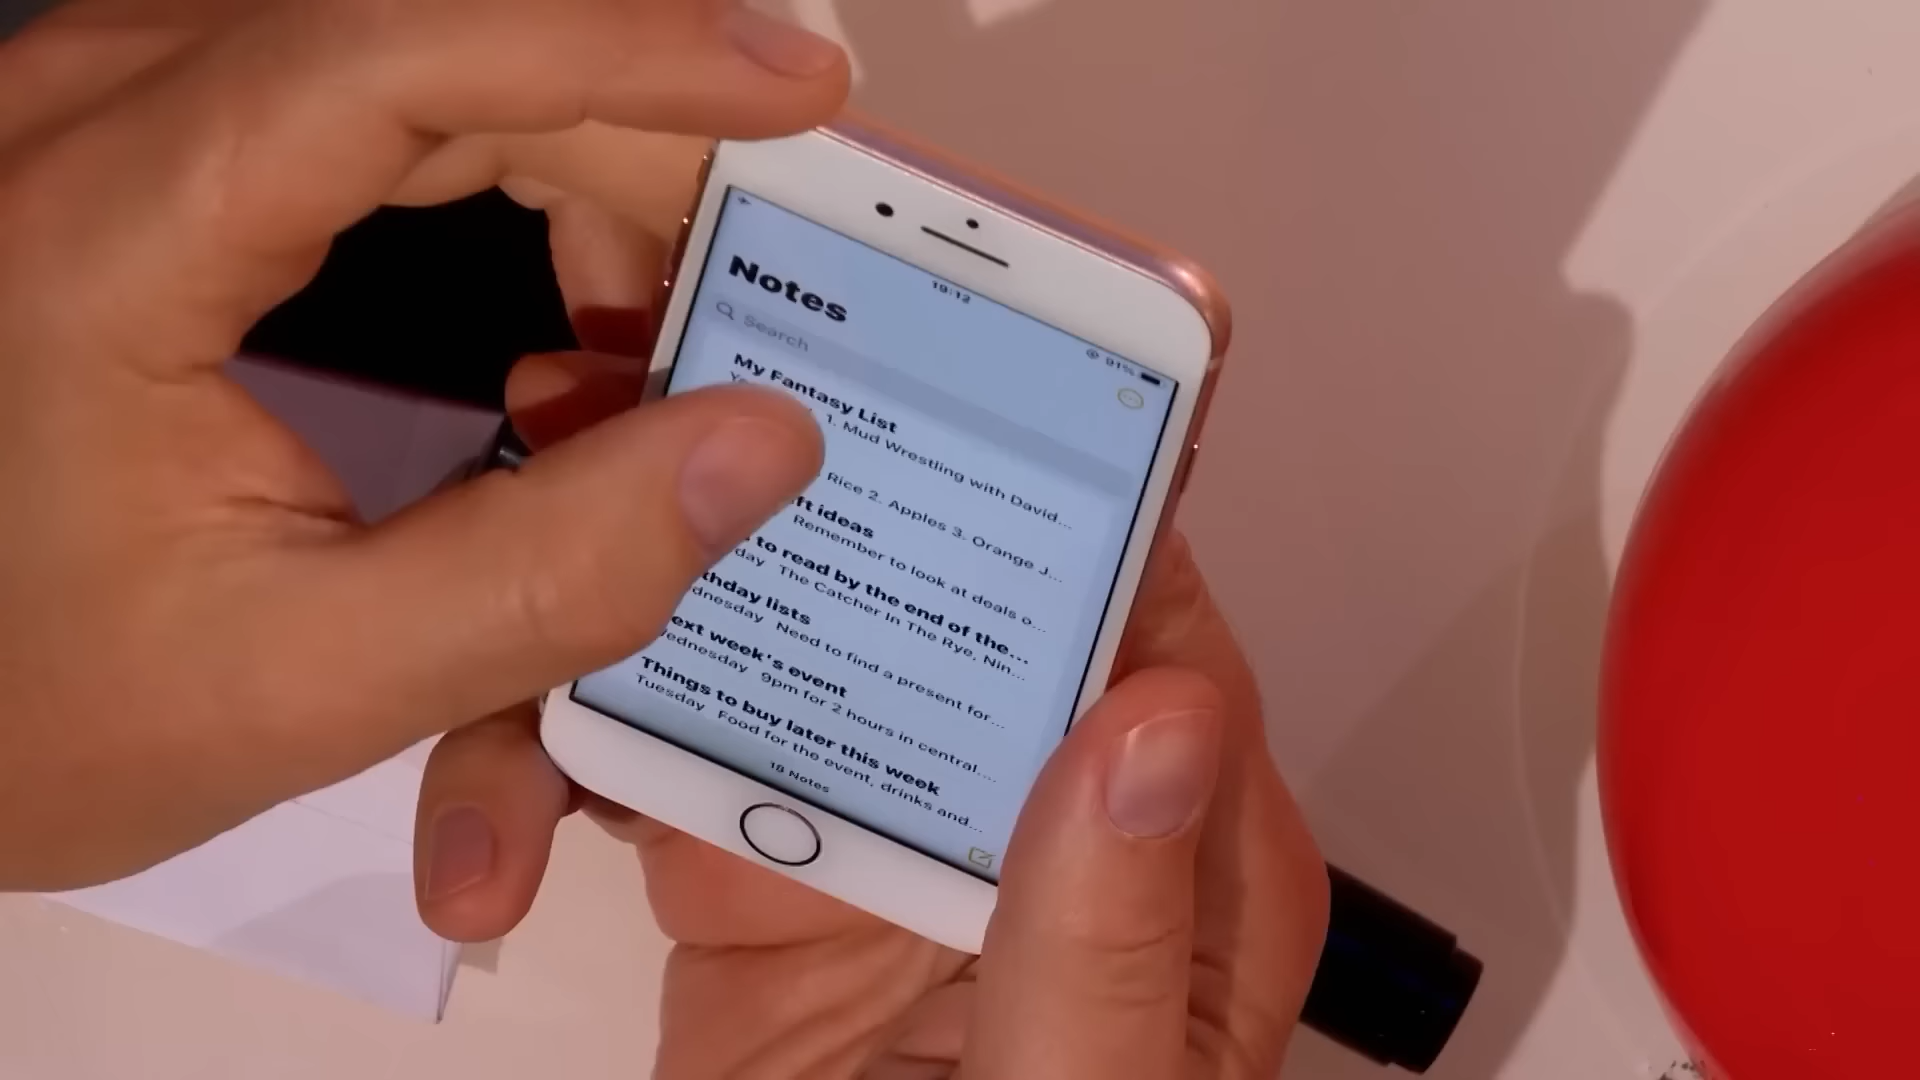 19:12
91%
Notes
Search
My Fantasy List
1. Mud Wrestling with David...
Rice 2. Apples 3. Orange J...
ft ideas
Remember to look at deals o...
to read by the end of the...
day The Catcher In The Rye, Nin...
thday lists
dnesday Need to find a present for...
ext week's event
ednesday 9pm for 2 hours in central....
Things to buy later this week
Tuesday Food for the event, drinks and...
18 Notes